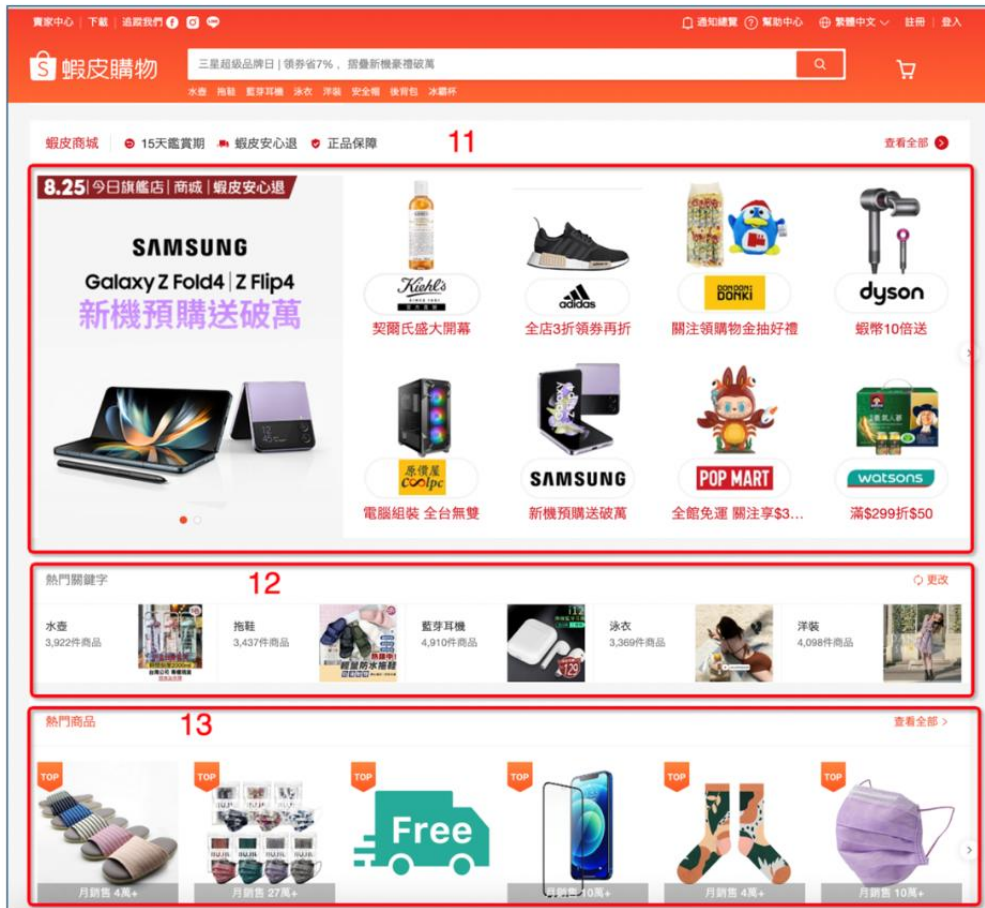 賣家中心 | 下載 | 追蹤我們
通知總覽 幫助中心 繁體中文 註冊 | 登入
蝦皮購物
三星超級品牌日 | 領券省7%， 摺疊新機豪禮破萬
水壺 拖鞋 藍芽耳機 泳衣 洋裝 安全帽 後背包 冰霸杯
蝦皮商城 15天鑑賞期 蝦皮安心退 正品保障
11
查看全部
8.25|今日旗艦店|商城|蝦皮安心退
SAMSUNG
Galaxy Z Fold4|Z Flip4
新機預購送破萬
Kiehl's
SINCE 1851
adidas
DON DON:
DONKI
dyson
契爾氏盛大開幕
全店3折領券再折
關注領購物金抽好禮
蝦幣10倍送
原價屋
coolpc
SAMSUNG
POP MART
watsons
電腦組裝 全台無雙
新機預購送破萬
全館免運 關注享$3...
滿$299折$50
熱門關鍵字
12
更改
水壺
3,922件商品
拖鞋
3,437件商品
藍芽耳機
4,910件商品
泳衣
3,369件商品
洋裝
4,098件商品
輕量防水拖鞋
129
熱門商品
13
查看全部 >
TOP
TOP
TOP
TOP
TOP
TOP
Free
月銷售 4萬+
月銷售 27萬+
月銷售 10萬+
月銷售 4萬+
月銷售 10萬+